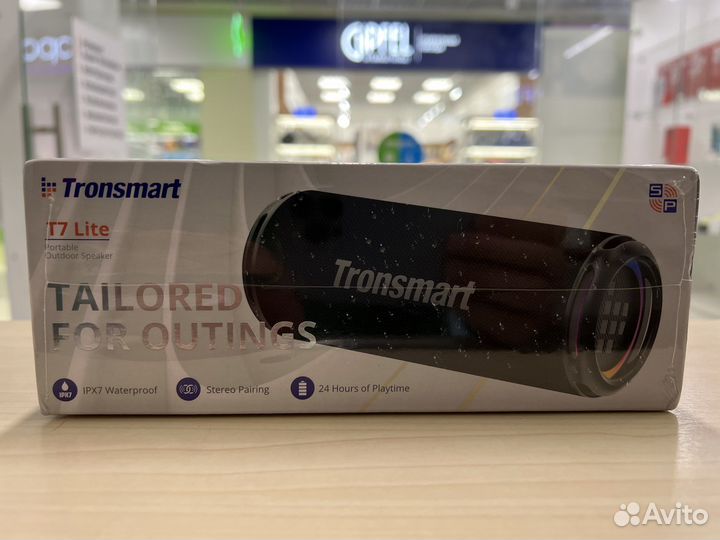 Tronsmart
T7 Lite
Portable
Outdoor Speaker
TAILORED
FOR OUTINGS
Tronsmart
S
P
IPX7
IPX7 Waterproof
Stereo Pairing
24 Hours of Playtime
Avito